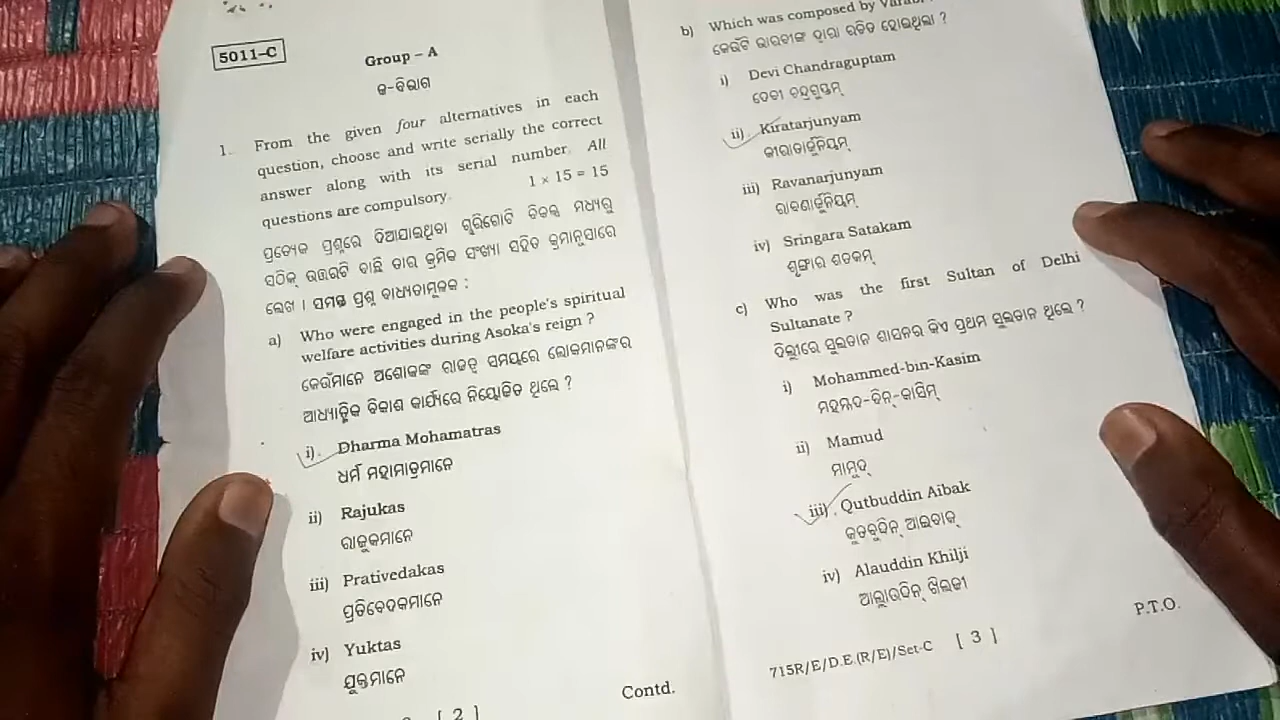 5011-C
Group – A
କ-ବିଭାଗ
1. From the given four alternatives in each
question, choose and write serially the correct
answer along with its serial number. All
questions are compulsory. 1 × 15 = 15
ପ୍ରତ୍ୟେକ ପ୍ରଶ୍ନରେ ଦିଆଯାଇଥିବା ଚାରିଗୋଟି ବିକଳ୍ପ ମଧ୍ୟରୁ
ସଠିକ୍ ଉତ୍ତରଟି ବାଛି ତାର କ୍ରମିକ ସଂଖ୍ୟା ସହିତ କ୍ରମାନୁସାରେ
ଲେଖ । ସମସ୍ତ ପ୍ରଶ୍ନ ବାଧ୍ୟତାମୂଳକ :
a) Who were engaged in the people's spiritual
welfare activities during Asoka's reign ?
କେଉଁମାନେ ଅଶୋକଙ୍କ ରାଜତ୍ଵ ସମୟରେ ଲୋକମାନଙ୍କର
ଆଧ୍ୟାତ୍ମିକ ବିକାଶ କାର୍ଯ୍ୟରେ ନିୟୋଜିତ ଥିଲେ ?
i) Dharma Mohamatras
ଧର୍ମ ମହାମାତ୍ରମାନେ
ii) Rajukas
ରାଜୁକମାନେ
iii) Prativedakas
ପ୍ରତିବେଦକମାନେ
iv) Yuktas
ଯୁକ୍ତମାନେ
[ 2 ]
Contd.
b) Which was composed by
କେଉଁଟି ଭାରବୀଙ୍କ ଦ୍ୱାରା ରଚିତ ହୋଇଥିଲା ?
i) Devi Chandraguptam
ଦେବୀ ଚନ୍ଦ୍ରଗୁପ୍ତମ୍
ii) Kiratarjunyam
କୀରାତାର୍ଜୁନିୟମ୍
iii) Ravanarjunyam
ରାବଣାର୍ଜୁନିୟମ୍
iv) Sringara Satakam
ଶୃଙ୍ଗାର ଶତକମ୍
c) Who was the first Sultan of Delhi
Sultanate ?
ଦିଲ୍ଲୀରେ ସୁଲତାନ ଶାସନର କିଏ ପ୍ରଥମ ସୁଲତାନ ଥିଲେ ?
i) Mohammed-bin-Kasim
ମହମ୍ମଦ-ବିନ୍-କାସିମ୍
ii) Mamud
ମାମୁଦ୍
iii) Qutbuddin Aibak
କୁତବୁଦିନ୍ ଆଇବାକ୍
iv) Alauddin Khilji
ଆଲ୍ଲାଉଦିନ୍ ଖିଲଜୀ
P.T.O.
715R/E/D.E.(R/E)/Set-C [ 3 ]